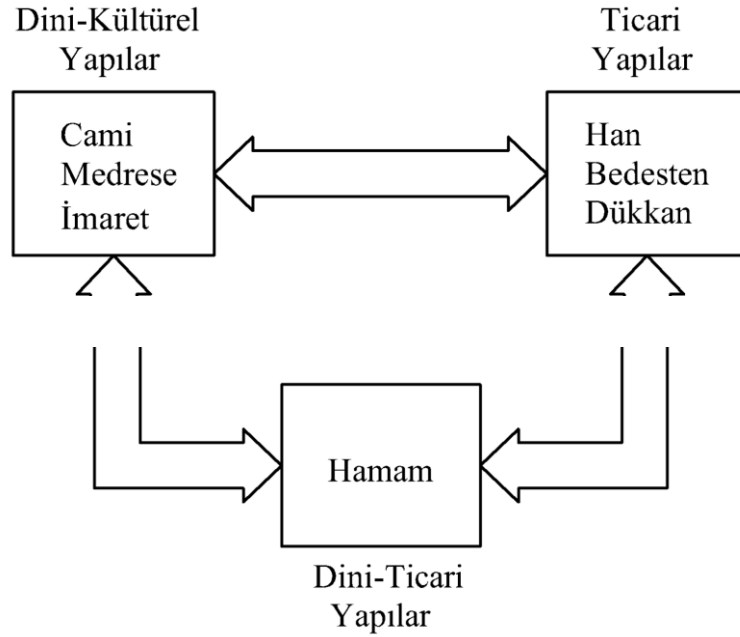 Dini-Kültürel
Yapılar
Cami
Medrese
İmaret
Ticari
Yapılar
Han
Bedesten
Dükkan
Hamam
Dini-Ticari
Yapılar